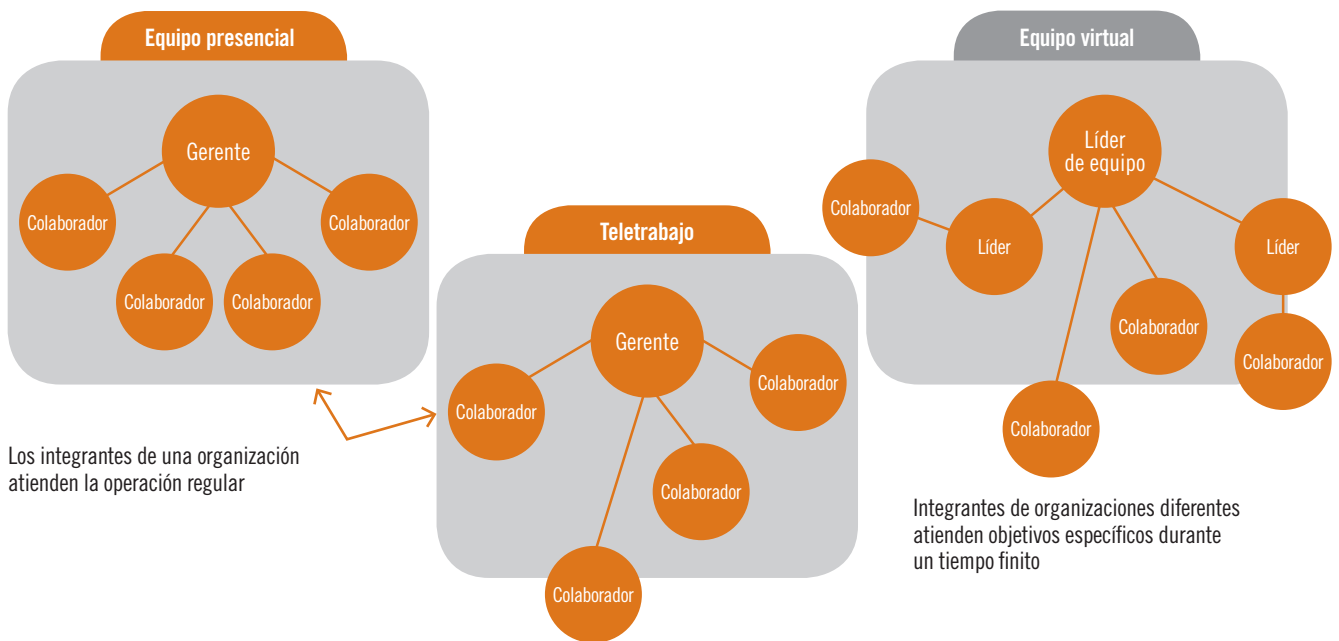 Equipo presencial
Gerente
Colaborador
Colaborador
Colaborador
Colaborador
Los integrantes de una organización
atienden la operación regular
Teletrabajo
Gerente
Colaborador
Colaborador
Colaborador
Colaborador
Equipo virtual
Líder
de equipo
Colaborador
Líder
Líder
Colaborador
Colaborador
Colaborador
Integrantes de organizaciones diferentes
atienden objetivos específicos durante
un tiempo finito